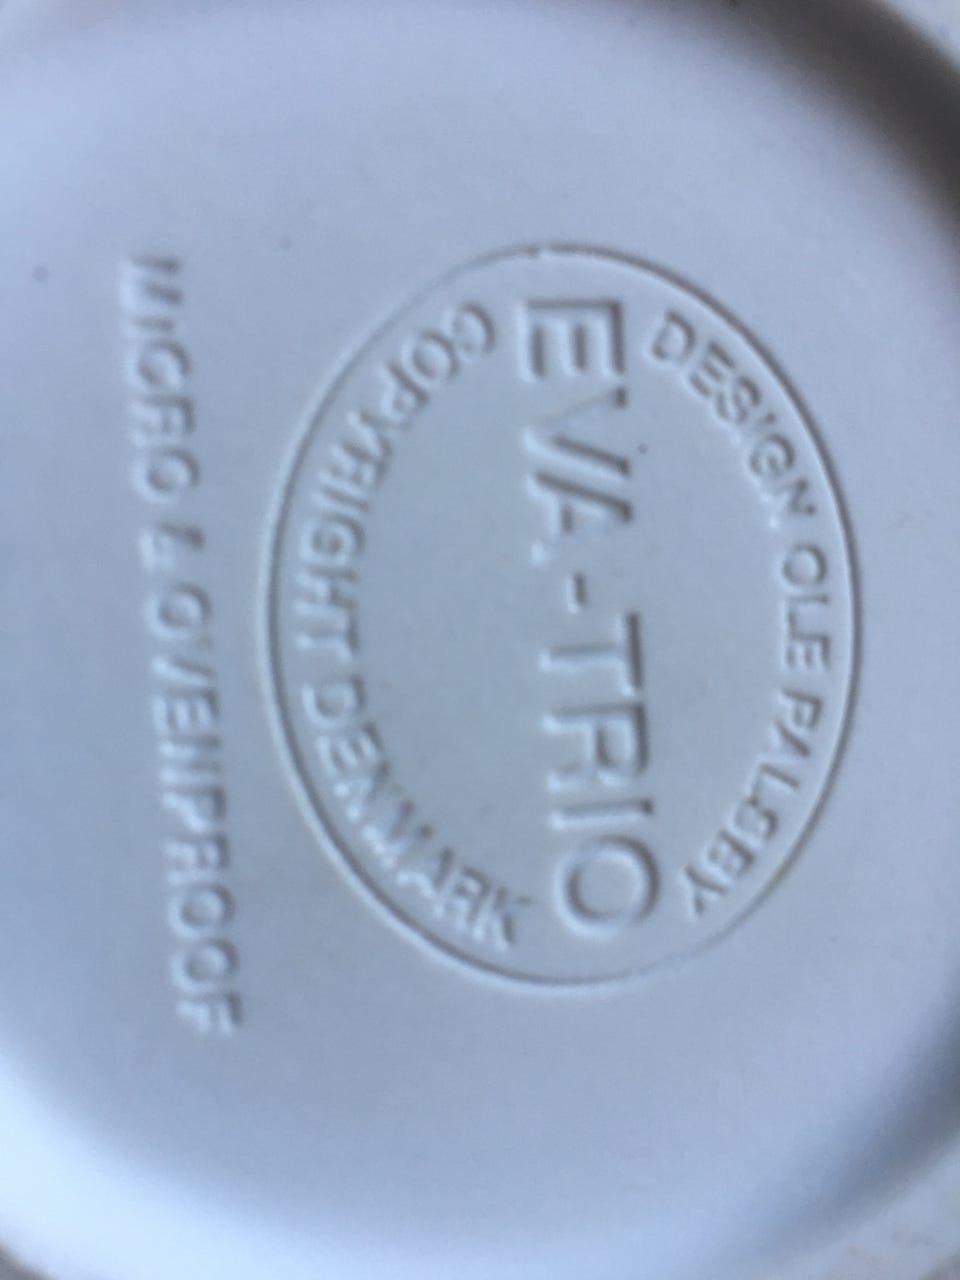 DESIGN OLE PALSBY
EVA-TRIO
COPYRIGHT DENMARK
MICRO & OVENPROOF